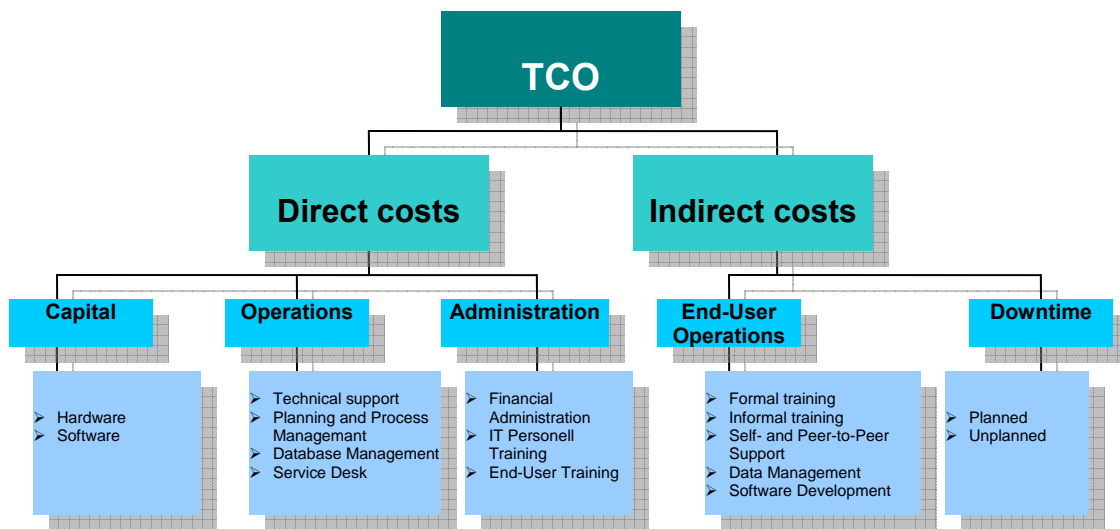 TCO
Direct costs
Indirect costs
Capital
Operations
Administration
End-User
Operations
Downtime
Hardware
Software
Technical support
Planning and Process
Managemant
Database Management
Service Desk
Financial
Administration
IT Personell
Training
End-User Training
Formal training
Informal training
Self- and Peer-to-Peer
Support
Data Management
Software Development
Planned
Unplanned